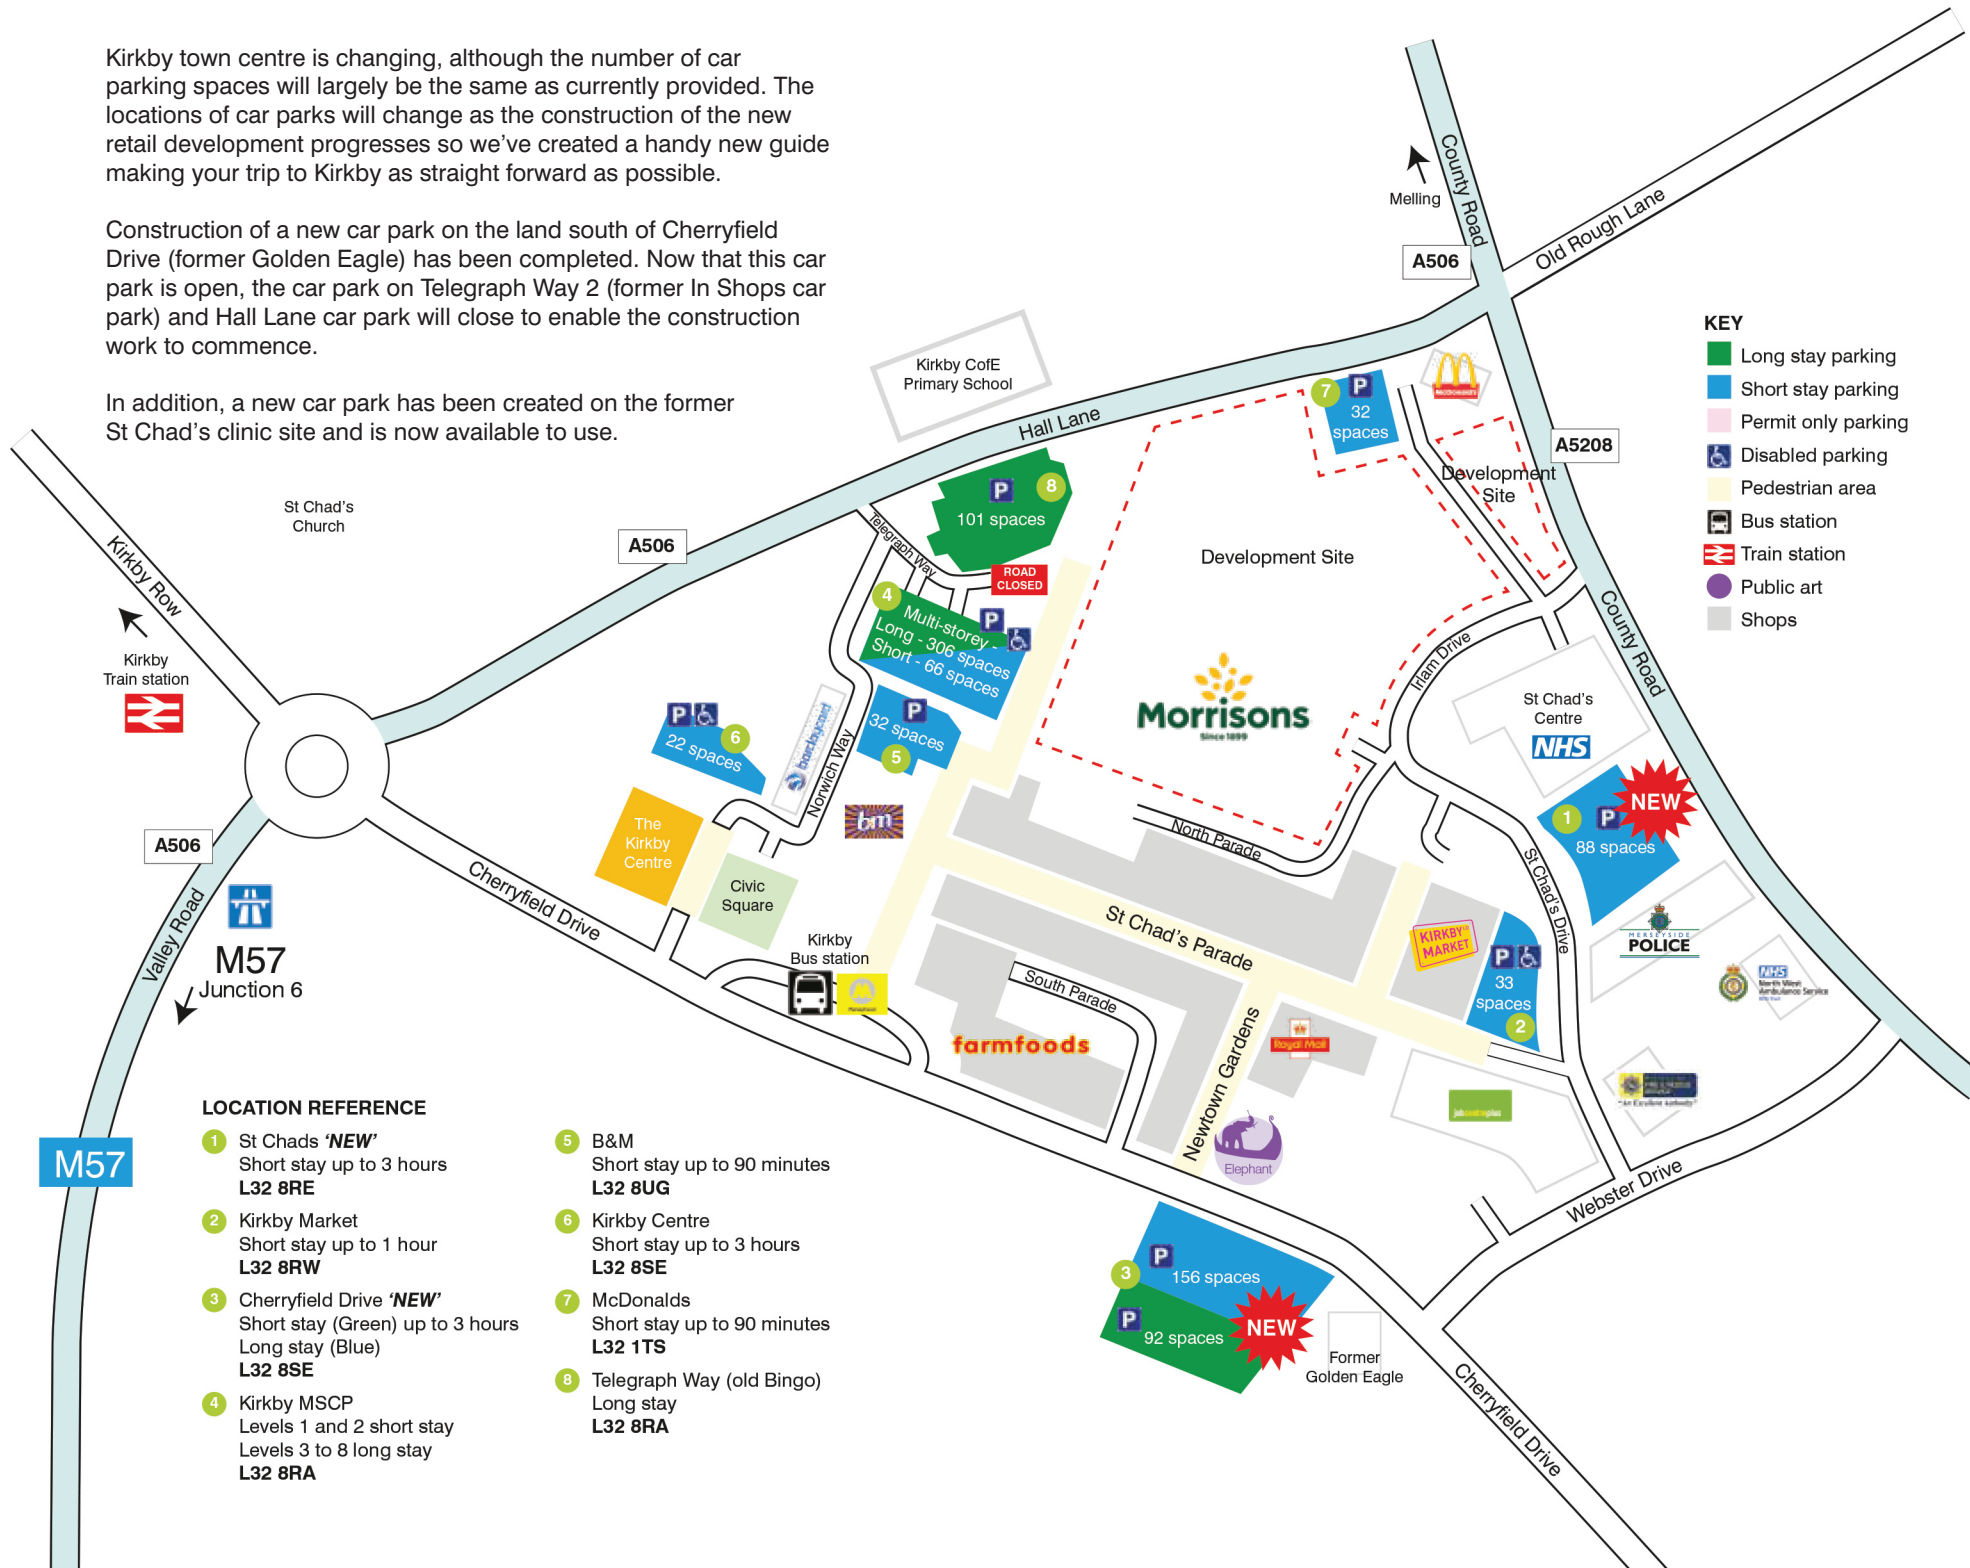 Kirkby town centre is changing, although the number of car
parking spaces will largely be the same as currently provided. The
locations of car parks will change as the construction of the new
retail development progresses so we've created a handy new guide
making your trip to Kirkby as straight forward as possible.
Construction of a new car park on the land south of Cherryfield
Drive (former Golden Eagle) has been completed. Now that this car
park is open, the car park on Telegraph Way 2 (former In Shops car
park) and Hall Lane car park will close to enable the construction
work to commence.
In addition, a new car park has been created on the former
St Chad's clinic site and is now available to use.
County Road
Melling
A506
Old Rough Lane
KEY
Long stay parking
Short stay parking
Permit only parking
Disabled parking
Pedestrian area
Bus station
Train station
Public art
Shops
Kirkby CofE
Primary School
Hall Lane
7
P
32
spaces
McDonald's
A5208
Development
Site
St Chad's
Church
A506
Kirkby Row
Kirkby
Train station
P
8
101 spaces
Telegraph Way
ROAD
CLOSED
4
P
Multi-storey -
Long - 306 spaces
Short - 66 spaces
Development Site
Morrisons
Since 1899
Irlam Drive
County Road
St Chad's
Centre
NHS
P
6
22 spaces
barclaycard
Norwich Way
P
32 spaces
5
bm
NEW
1
P
88 spaces
The
Kirkby
Centre
Civic
Square
North Parade
St Chad's Drive
A506
Valley Road
M57
Junction 6
Cherryfield Drive
Kirkby
Bus station
Merseytravel
St Chad's Parade
KIRKBY
MARKET
P
33
spaces
2
MERSEYSIDE
POLICE
NHS
North West
Ambulance Service
South Parade
farmfoods
Newtown Gardens
Royal Mail
jobcentreplus
"An Excellent Authority"
Elephant
Webster Drive
M57
P
3
156 spaces
P
92 spaces
NEW
Former
Golden Eagle
Cherryfield Drive
LOCATION REFERENCE
1 St Chads 'NEW'
Short stay up to 3 hours
L32 8RE
2 Kirkby Market
Short stay up to 1 hour
L32 8RW
3 Cherryfield Drive 'NEW'
Short stay (Green) up to 3 hours
Long stay (Blue)
L32 8SE
4 Kirkby MSCP
Levels 1 and 2 short stay
Levels 3 to 8 long stay
L32 8RA
5 B&M
Short stay up to 90 minutes
L32 8UG
6 Kirkby Centre
Short stay up to 3 hours
L32 8SE
7 McDonalds
Short stay up to 90 minutes
L32 1TS
8 Telegraph Way (old Bingo)
Long stay
L32 8RA